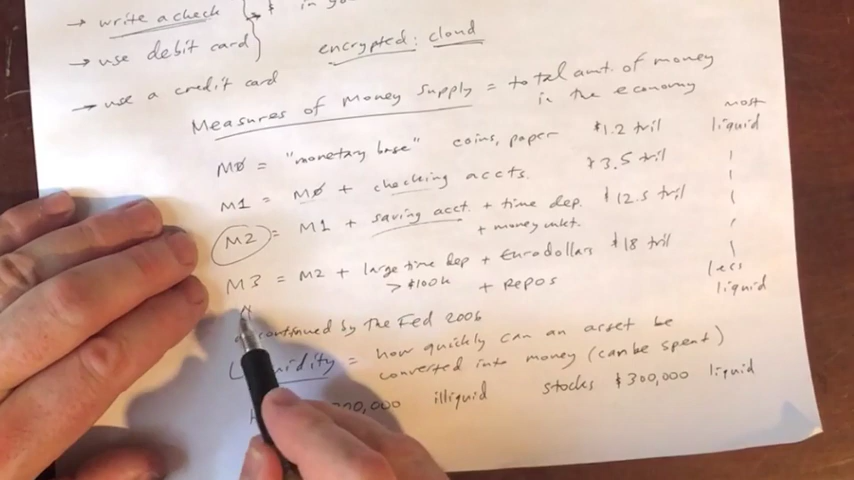 → write a check
→ use debit card
→ use a credit card
encrypted: cloud
Measures of Money Supply = total amt. of money
in the economy
MØ = "monetary base" coins, paper $1.2 tril
most
liquid
M1 = MØ + checking accts. $3.5 tril
M2 = M1 + saving acct. + time dep. $12.5 tril
+ money mkt.
M3 = M2 + large time dep + Eurodollars $18 tril
> $100k + Repos
less
liquid
discontinued by the Fed 2006
Liquidity = how quickly can an asset be
converted into money (can be spent)
00,000 illiquid stocks $300,000 liquid